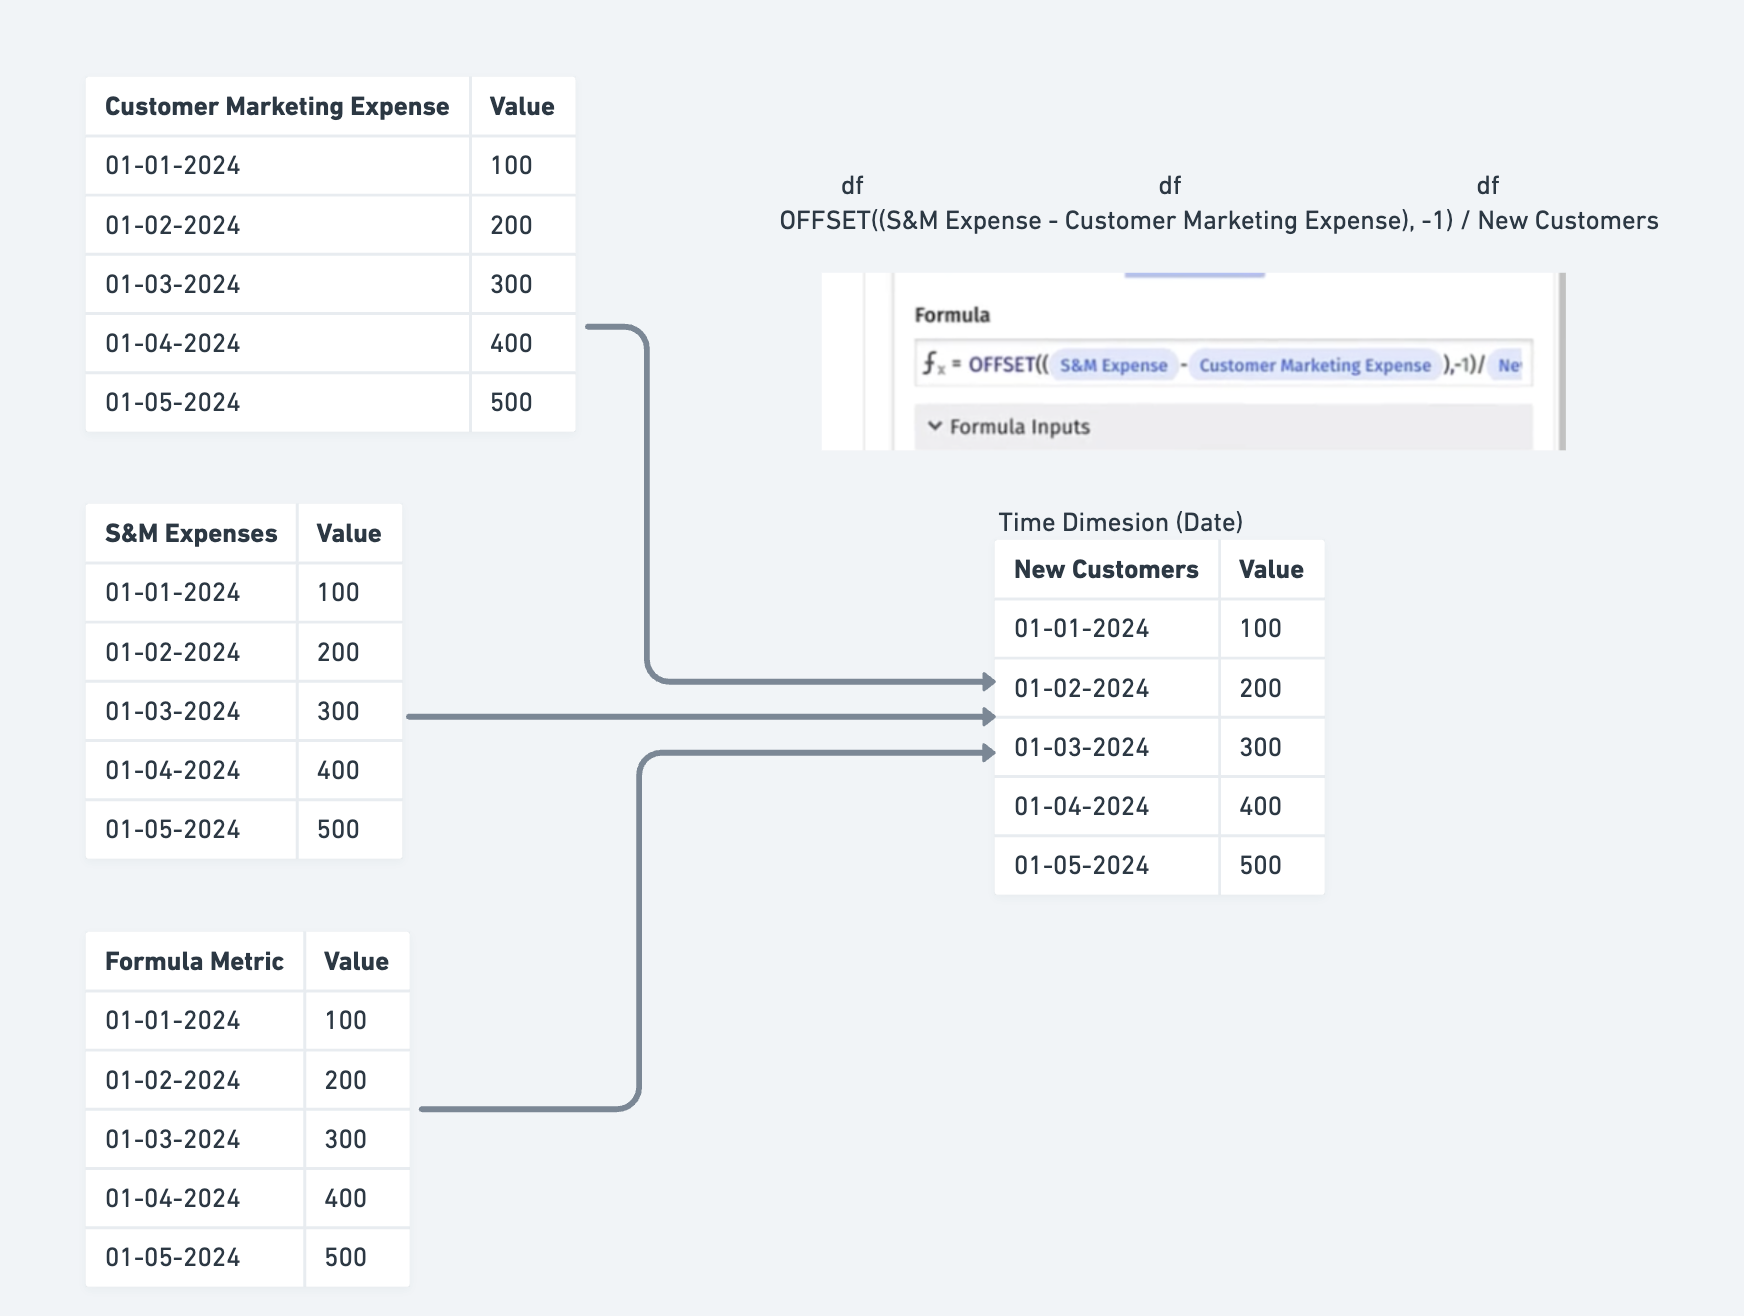 Customer Marketing Expense Value
01-01-2024 100
01-02-2024 200
01-03-2024 300
01-04-2024 400
01-05-2024 500
df df df
OFFSET((S&M Expense - Customer Marketing Expense), -1) / New Customers
Formula
fx = OFFSET(( S&M Expense - Customer Marketing Expense ),-1)/
Formula Inputs
S&M Expenses Value
01-01-2024 100
01-02-2024 200
01-03-2024 300
01-04-2024 400
01-05-2024 500
Time Dimesion (Date)
New Customers Value
01-01-2024 100
01-02-2024 200
01-03-2024 300
01-04-2024 400
01-05-2024 500
Formula Metric Value
01-01-2024 100
01-02-2024 200
01-03-2024 300
01-04-2024 400
01-05-2024 500